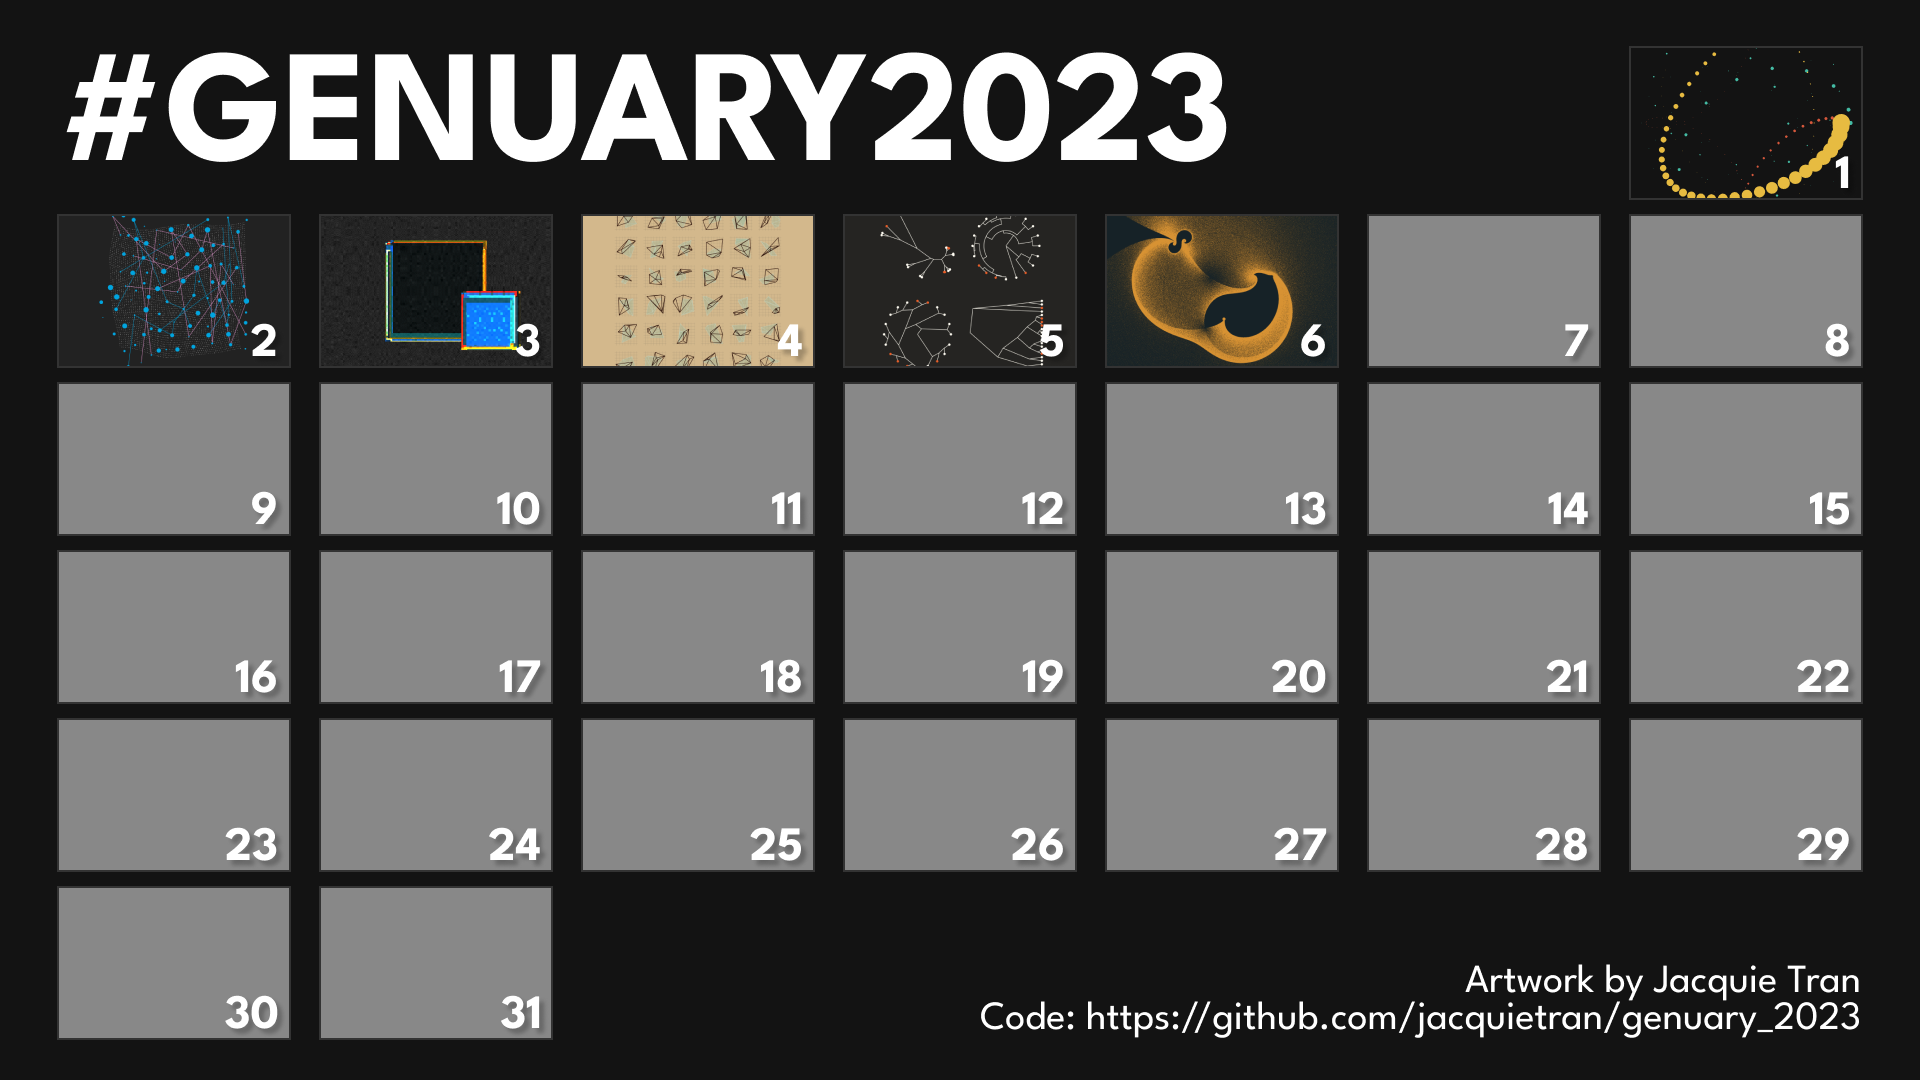 #GENUARY2023
1
2 3 4 5 6 7 8
9 10 11 12 13 14 15
16 17 18 19 20 21 22
23 24 25 26 27 28 29
30 31
Artwork by Jacquie Tran
Code: https://github.com/jacquietran/genuary_2023